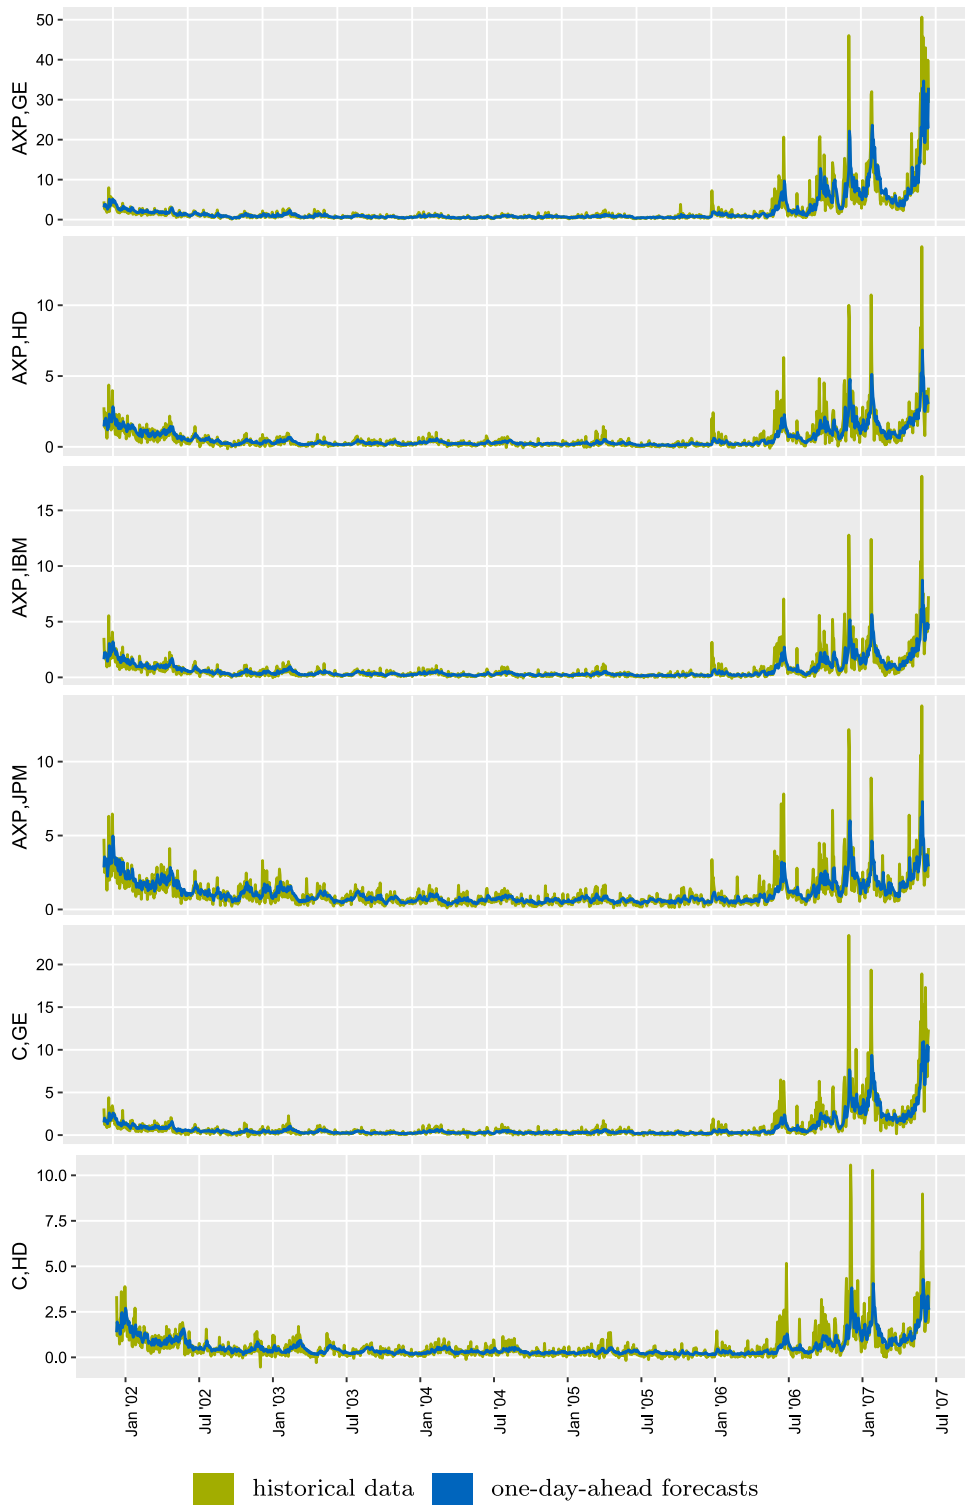 50
40
30
20
10
0
AXP,GE
10
5
0
AXP,HD
15
10
5
0
AXP,IBM
10
5
0
AXP,JPM
20
15
10
5
0
C,GE
10.0
7.5
5.0
2.5
0.0
C,HD
Jan '02
Jul '02
Jan '03
Jul '03
Jan '04
Jul '04
Jan '05
Jul '05
Jan '06
Jul '06
Jan '07
Jul '07
historical data one-day-ahead forecasts